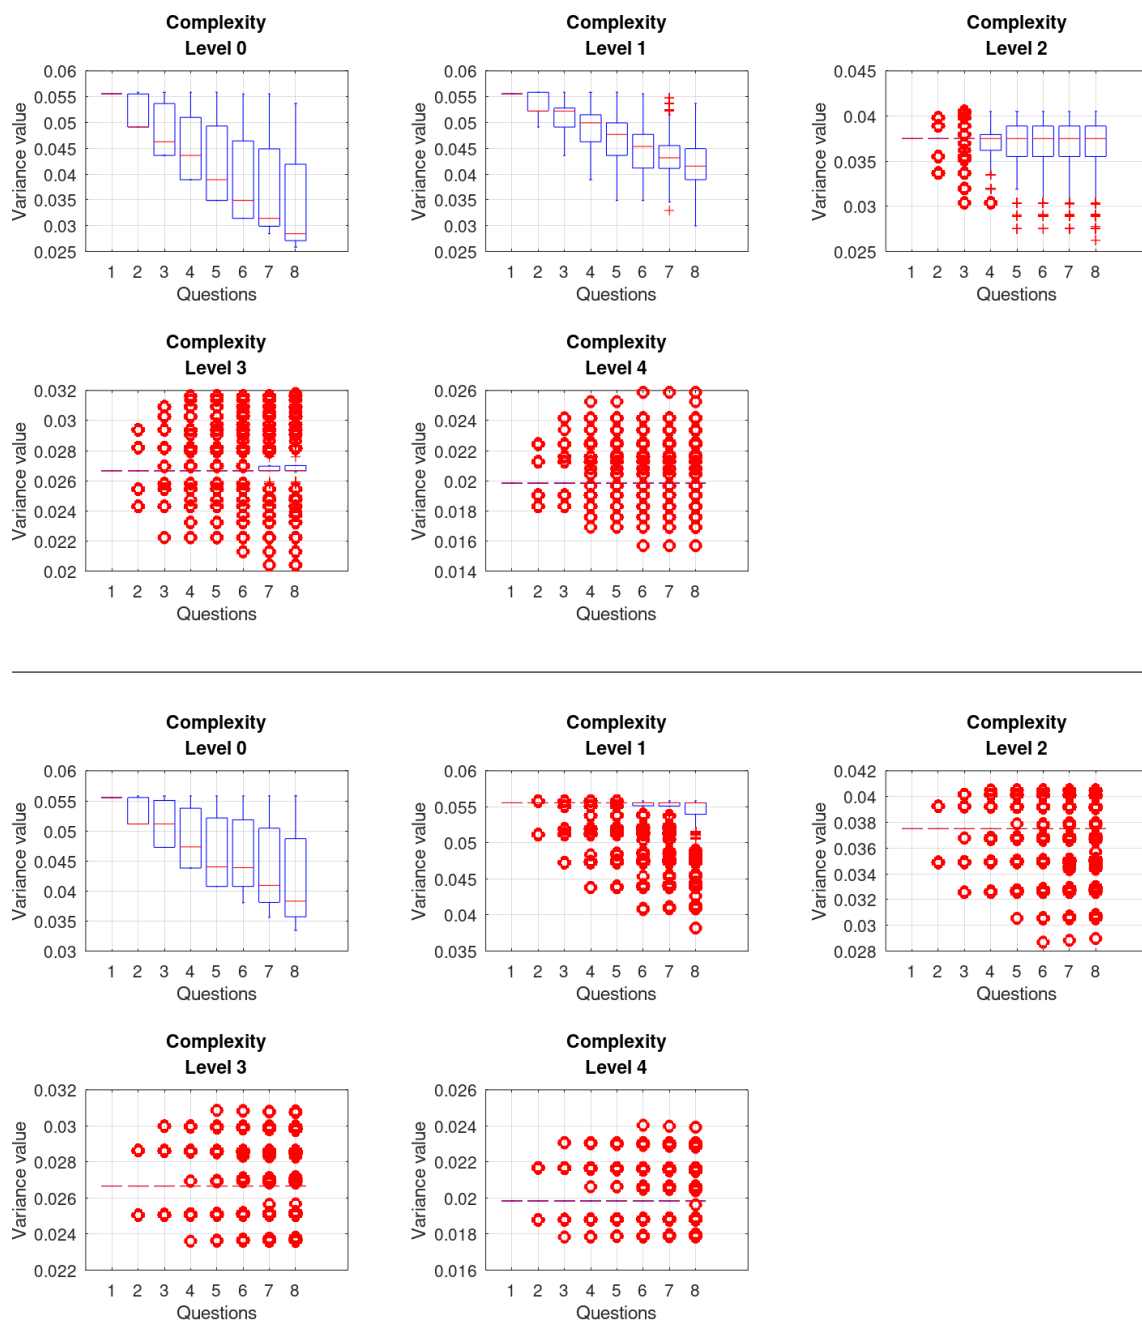 Complexity
Level 0
0.06
0.055
0.05
0.045
0.04
0.035
0.03
0.025
Variance value
1 2 3 4 5 6 7 8
Questions
Complexity
Level 1
0.06
0.055
0.05
0.045
0.04
0.035
0.03
0.025
Variance value
1 2 3 4 5 6 7 8
Questions
Complexity
Level 2
0.045
0.04
0.035
0.03
0.025
Variance value
1 2 3 4 5 6 7 8
Questions
Complexity
Level 3
0.032
0.03
0.028
0.026
0.024
0.022
0.02
Variance value
1 2 3 4 5 6 7 8
Questions
Complexity
Level 4
0.026
0.024
0.022
0.02
0.018
0.016
0.014
Variance value
1 2 3 4 5 6 7 8
Questions
Complexity
Level 0
0.06
0.055
0.05
0.045
0.04
0.035
0.03
Variance value
1 2 3 4 5 6 7 8
Questions
Complexity
Level 1
0.06
0.055
0.05
0.045
0.04
0.035
Variance value
1 2 3 4 5 6 7 8
Questions
Complexity
Level 2
0.042
0.04
0.038
0.036
0.034
0.032
0.03
0.028
Variance value
1 2 3 4 5 6 7 8
Questions
Complexity
Level 3
0.032
0.03
0.028
0.026
0.024
0.022
Variance value
1 2 3 4 5 6 7 8
Questions
Complexity
Level 4
0.026
0.024
0.022
0.02
0.018
0.016
Variance value
1 2 3 4 5 6 7 8
Questions